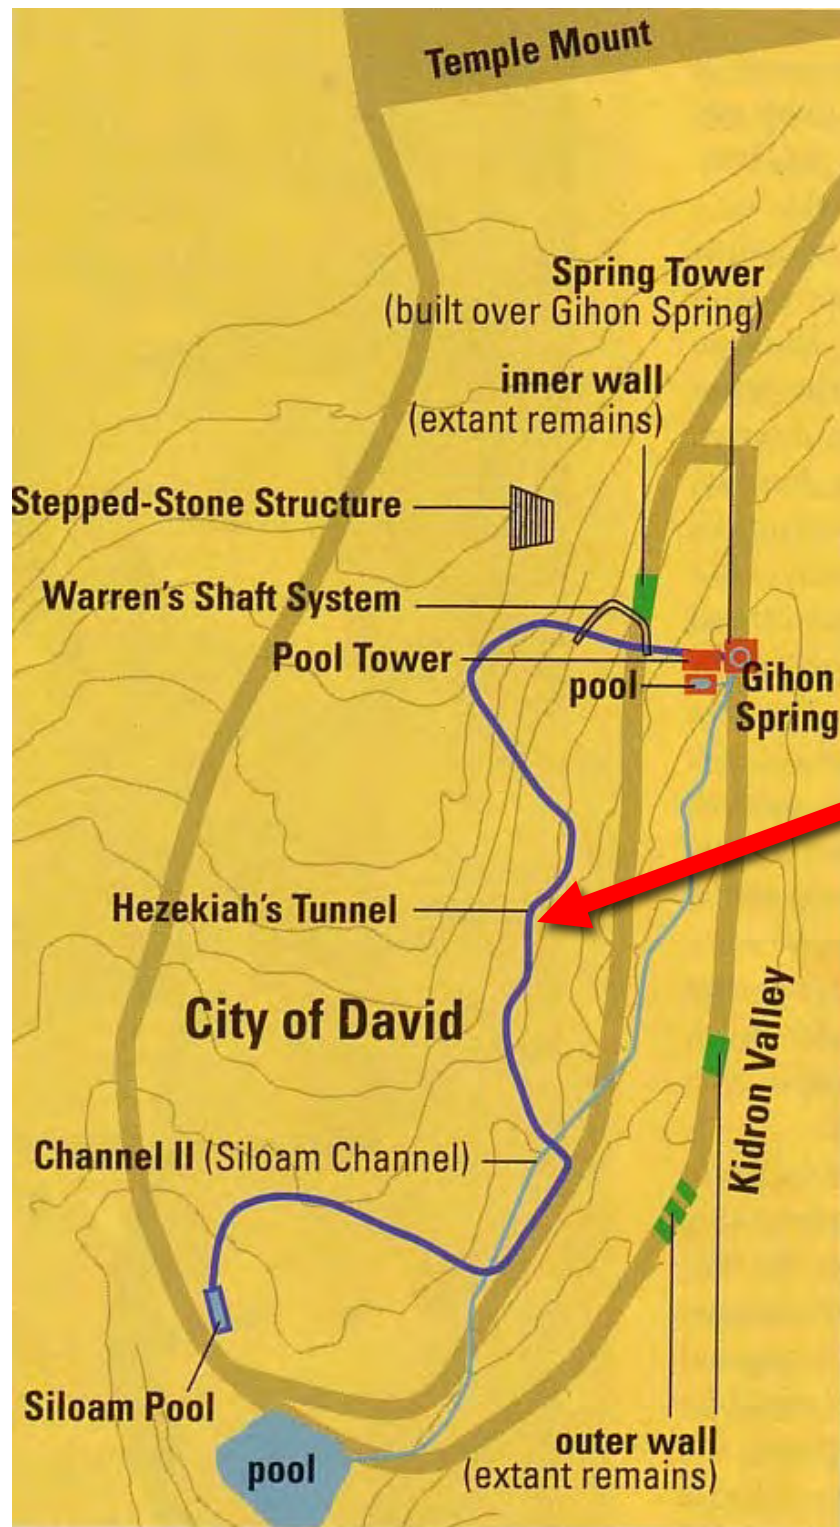 Temple Mount
Spring Tower
(built over Gihon Spring)
inner wall
(extant remains)
Stepped-Stone Structure
Warren's Shaft System
Pool Tower
pool
Gihon
Spring
Hezekiah's Tunnel
City of David
Kidron Valley
Channel II (Siloam Channel)
Siloam Pool
outer wall
(extant remains)
pool